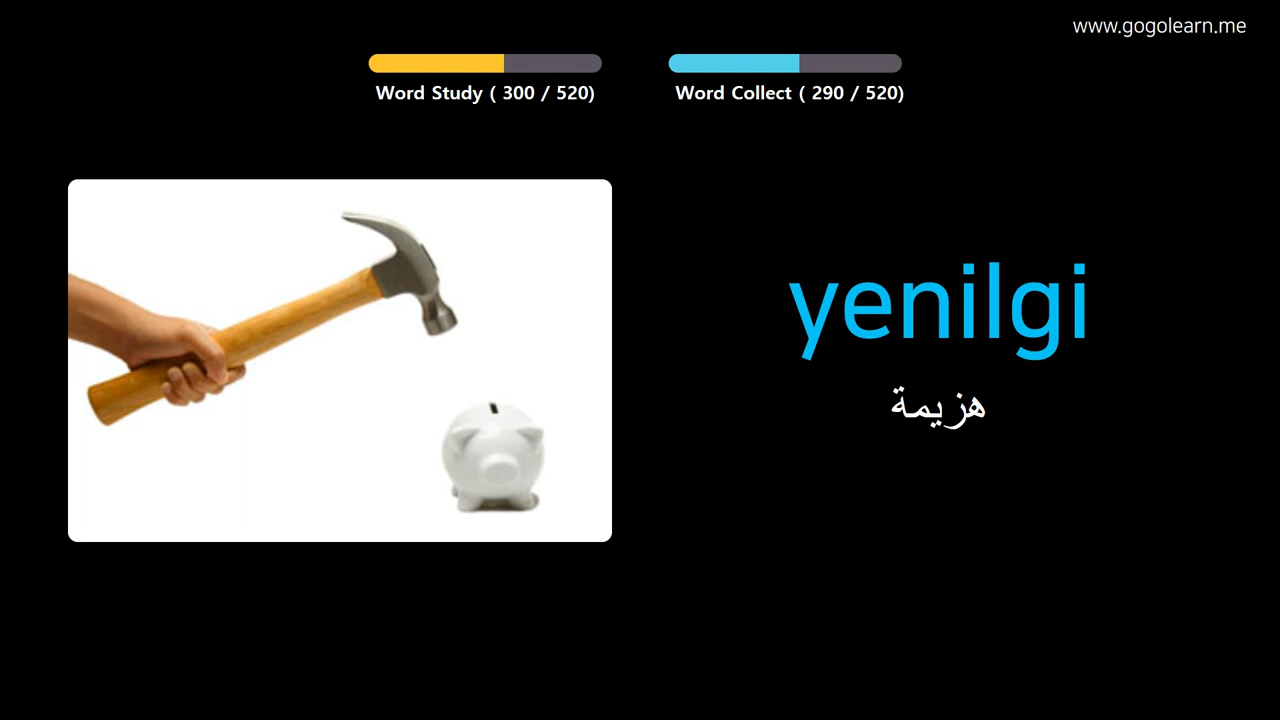 www.gogolearn.me
Word Study ( 300 / 520)
Word Collect ( 290 / 520)
yenilgi
هزيمة